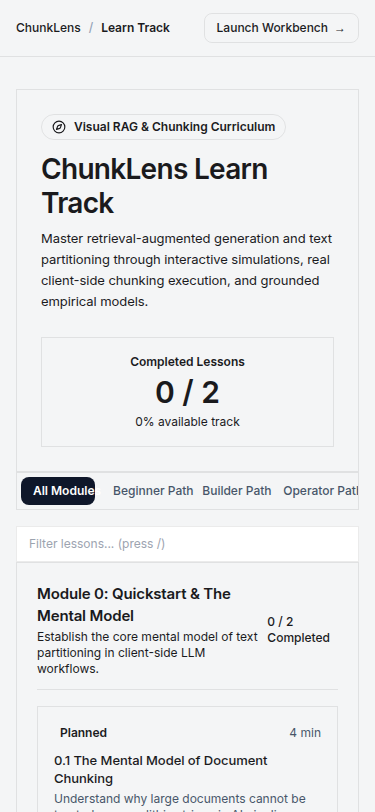 ChunkLens / Learn Track
Launch Workbench →
Visual RAG & Chunking Curriculum
ChunkLens Learn
Track
Master retrieval-augmented generation and text
partitioning through interactive simulations, real
client-side chunking execution, and grounded
empirical models.
Completed Lessons
0 / 2
0% available track
All Modules Beginner Path Builder Path Operator Path
Filter lessons... (press /)
Module 0: Quickstart & The
Mental Model
Establish the core mental model of text
partitioning in client-side LLM
workflows.
0 / 2
Completed
Planned
4 min
0.1 The Mental Model of Document
Chunking
Understand why large documents cannot be